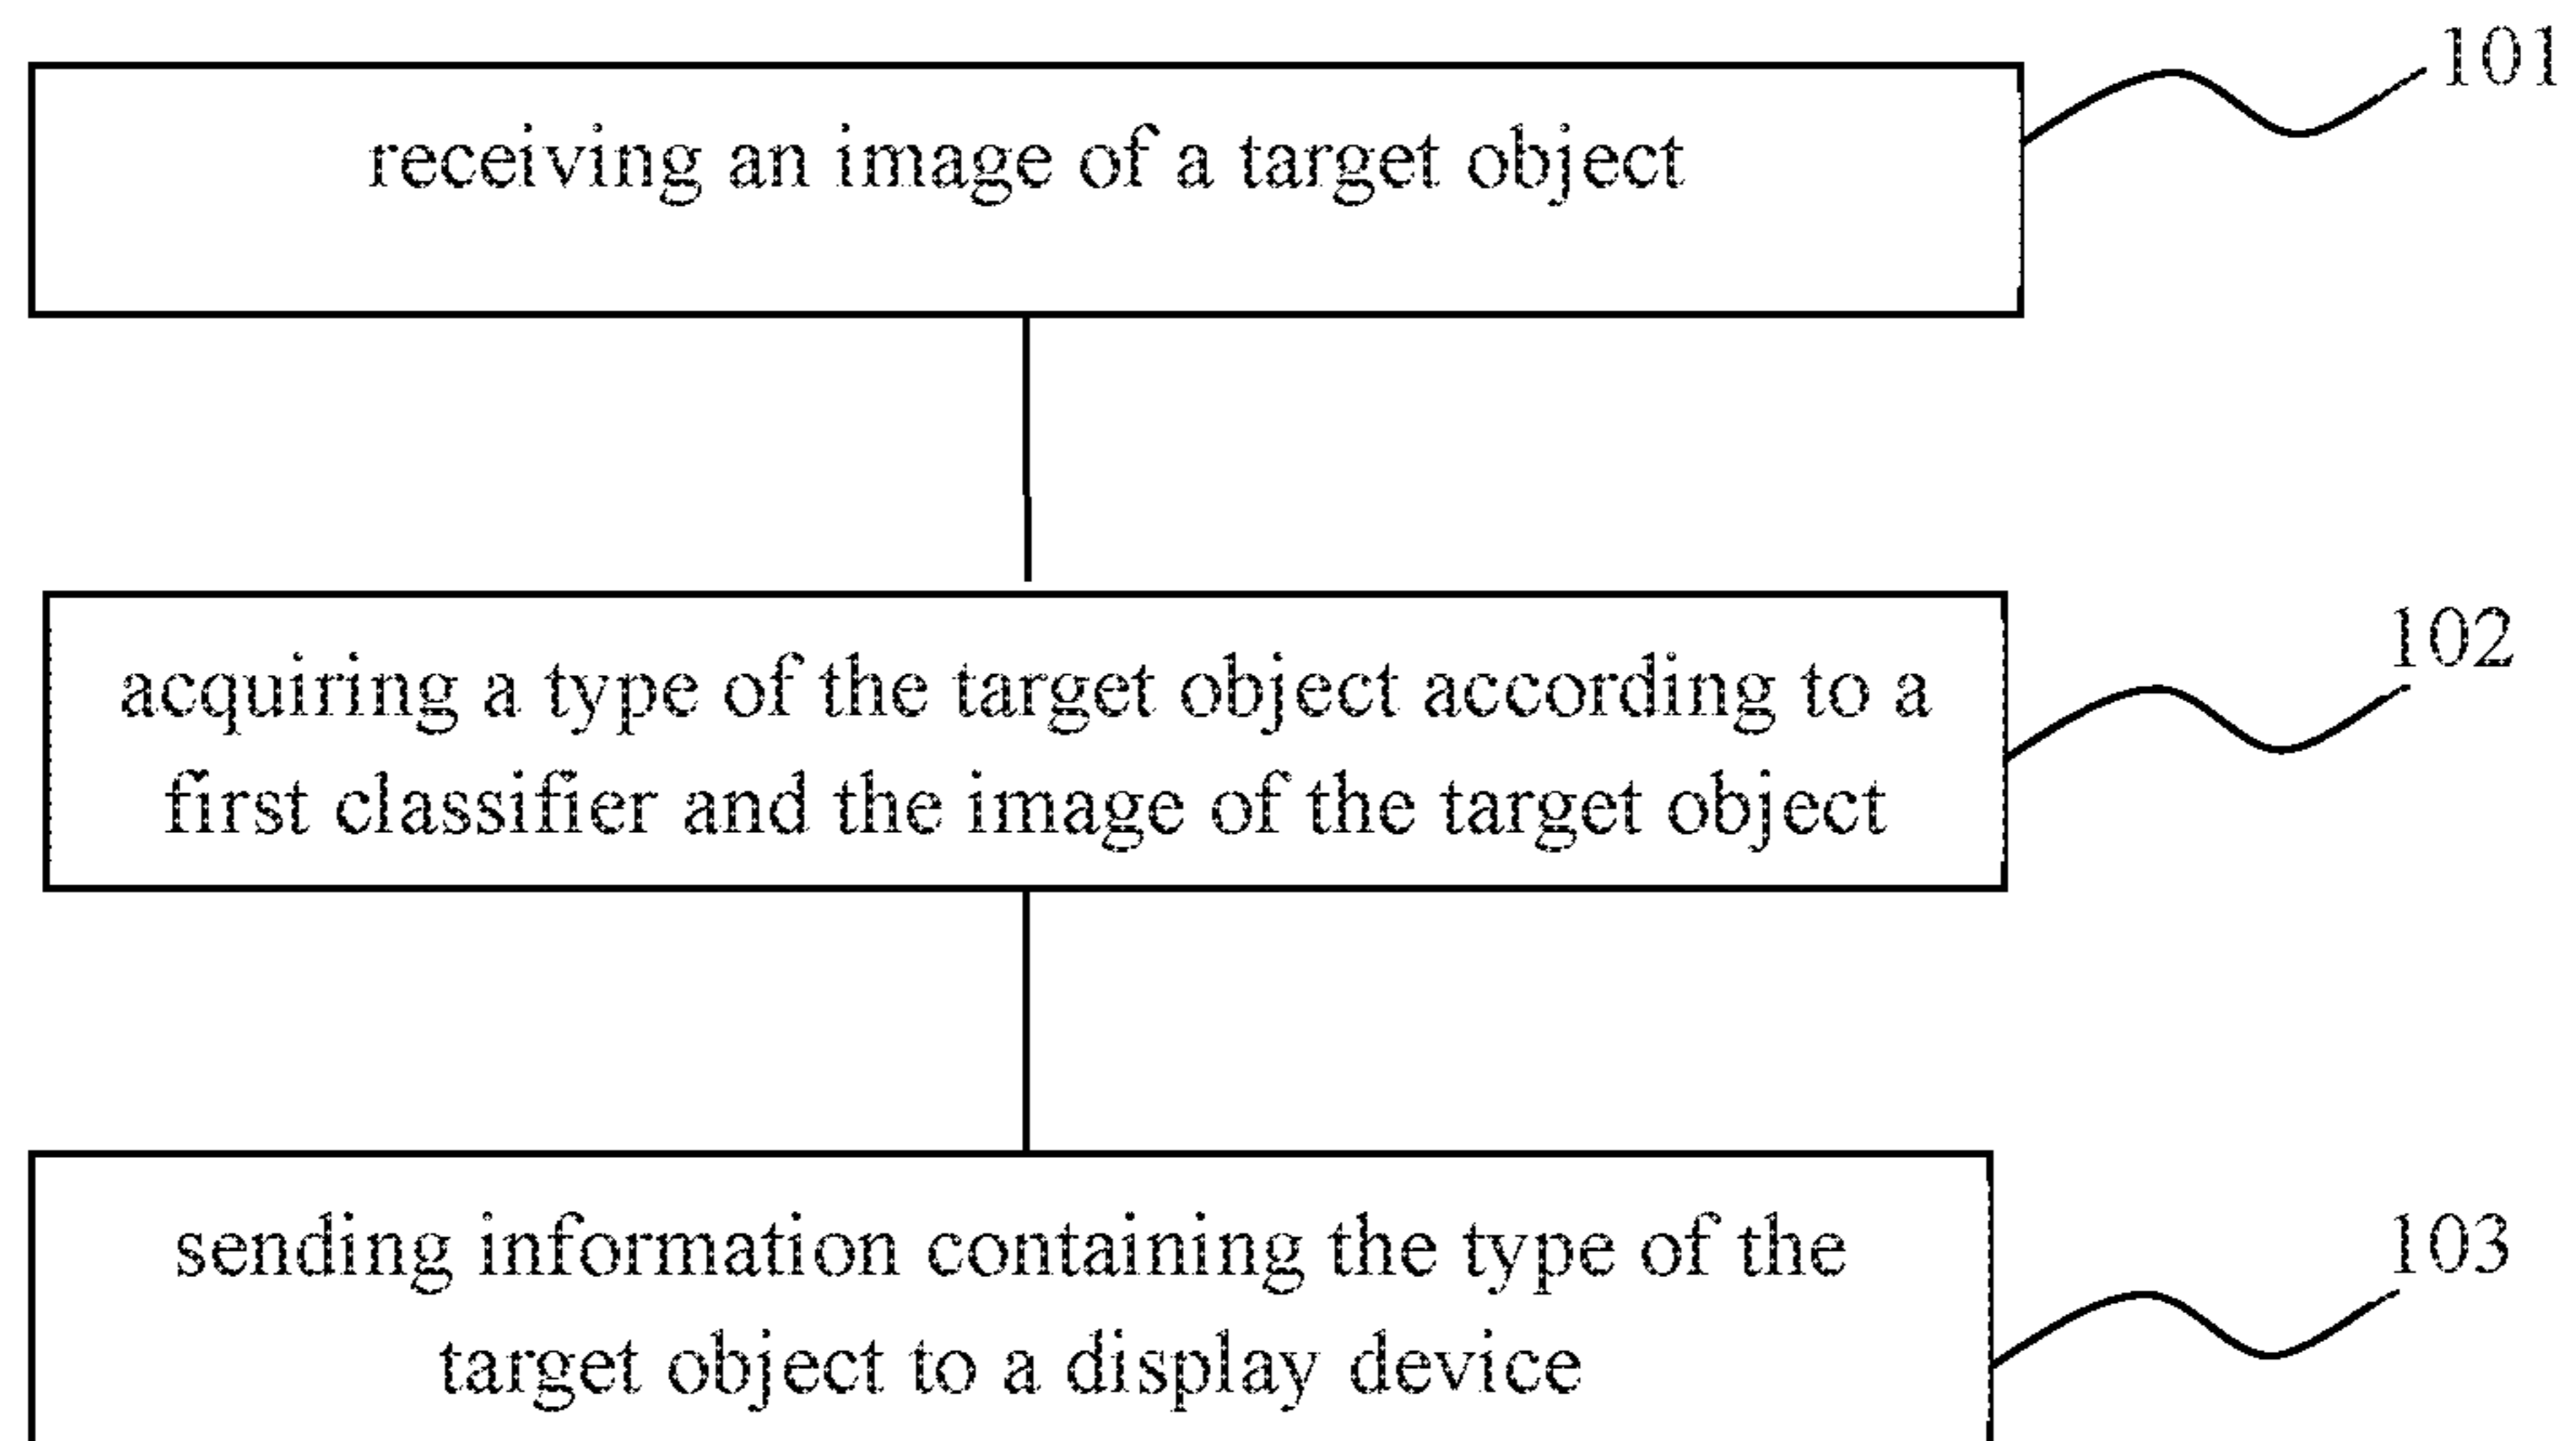 101
receiving an image of a target object
102
acquiring a type of the target object according to a
first classifier and the image of the target object
103
sending information containing the type of the
target object to a display device